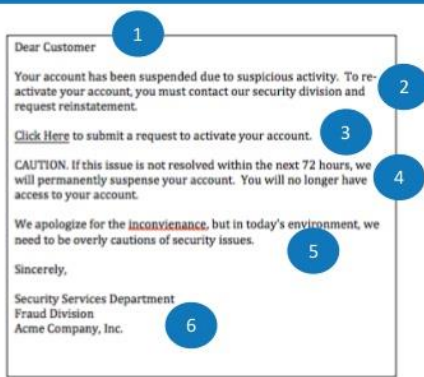 Dear Customer 1
Your account has been suspended due to suspicious activity. To re-
activate your account, you must contact our security division and 2
request reinstatement.
Click Here to submit a request to activate your account. 3
CAUTION. If this issue is not resolved within the next 72 hours, we
will permanently suspense your account. You will no longer have 4
access to your account.
We apologize for the inconvienance, but in today's environment, we
need to be overly cautions of security issues. 5
Sincerely,
Security Services Department
Fraud Division
Acme Company, Inc. 6